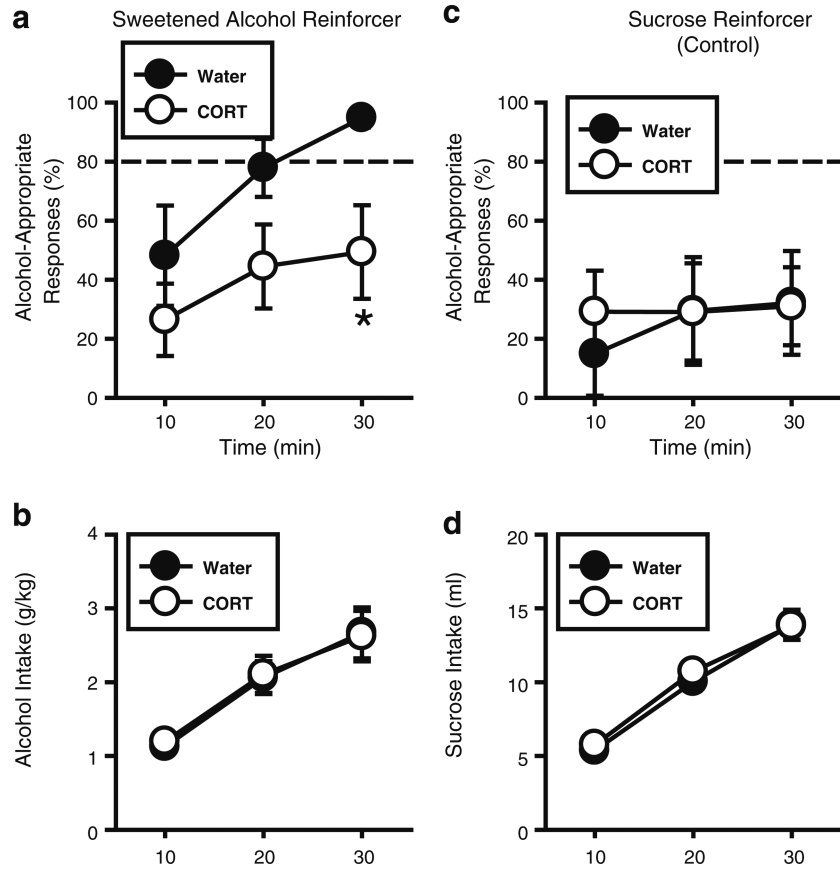 a
Sweetened Alcohol Reinforcer
Water
CORT
Alcohol-Appropriate
Responses (%)
100
80
60
40
20
0
*
10 20 30
Time (min)
c
Sucrose Reinforcer
(Control)
Water
CORT
Alcohol-Appropriate
Responses (%)
100
80
60
40
20
0
10 20 30
Time (min)
b
Water
CORT
Alcohol Intake (g/kg)
4
3
2
1
0
10 20 30
d
Water
CORT
Sucrose Intake (ml)
20
15
10
5
0
10 20 30